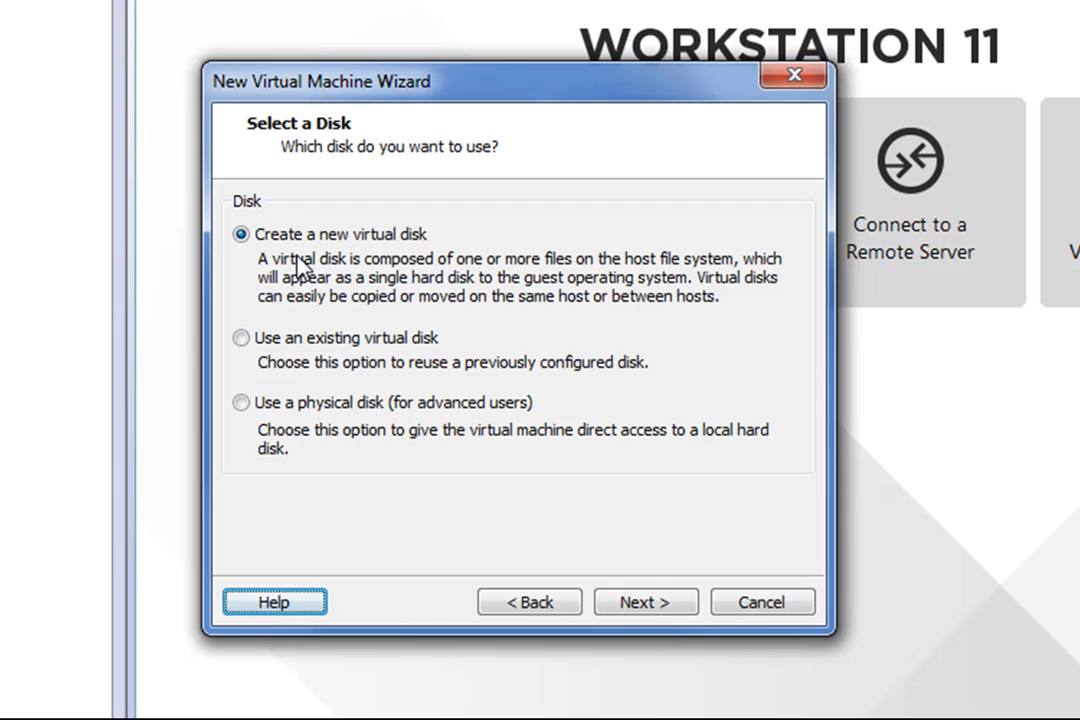 WORKSTATION 11
New Virtual Machine Wizard
Select a Disk
Which disk do you want to use?
Disk
Create a new virtual disk
A virtual disk is composed of one or more files on the host file system, which
will appear as a single hard disk to the guest operating system. Virtual disks
can easily be copied or moved on the same host or between hosts.
Use an existing virtual disk
Choose this option to reuse a previously configured disk.
Use a physical disk (for advanced users)
Choose this option to give the virtual machine direct access to a local hard
disk.
Help
< Back
Next >
Cancel
Connect to a
Remote Server
V